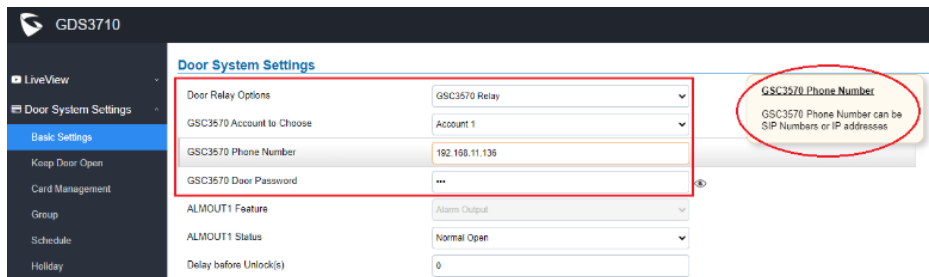 GDS3710
LiveView
Door System Settings
Basic Settings
Keep Door Open
Card Management
Group
Schedule
Holiday
Door System Settings
Door Relay Options GSC3570 Relay
GSC3570 Account to Choose Account 1
GSC3570 Phone Number 192.168.11.136
GSC3570 Door Password •••
ALMOUT1 Feature Alarm Output
ALMOUT1 Status Normal Open
Delay before Unlock(s) 0
GSC3570 Phone Number
GSC3570 Phone Number can be
SIP Numbers or IP addresses